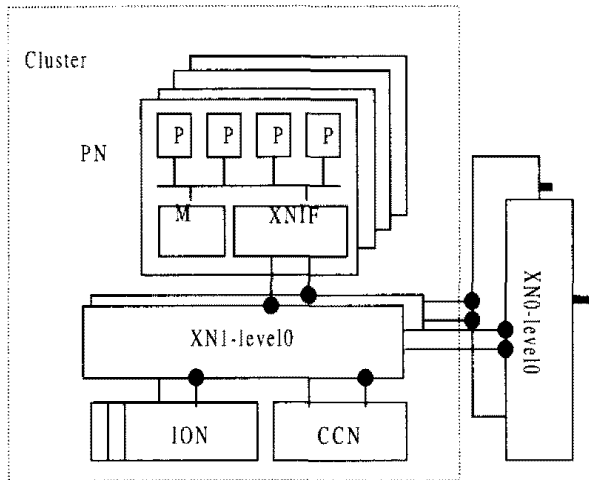 Cluster
P P P P
PN
M XNIF
XN0-level0
XN1-level0
ION CCN